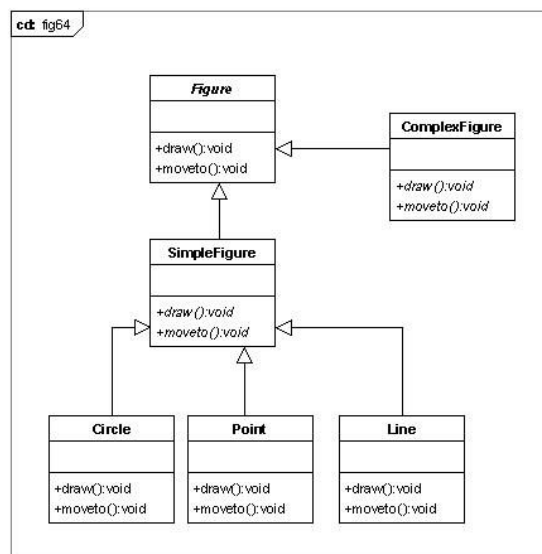 cd: fig64
Figure
+draw():void
+moveto():void
ComplexFigure
+draw():void
+moveto():void
SimpleFigure
+draw():void
+moveto():void
Circle
+draw():void
+moveto():void
Point
+draw():void
+moveto():void
Line
+draw():void
+moveto():void